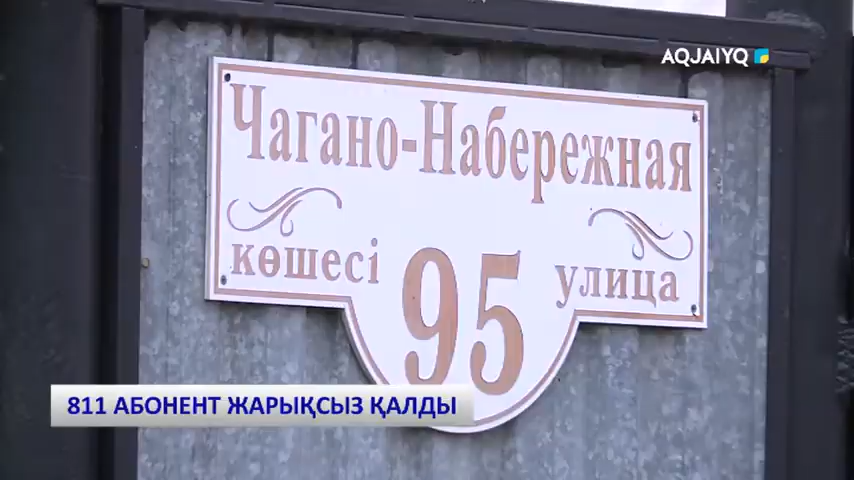 AQJAIYQ
Чагано-Набережная
көшесі 95 улица
811 АБОНЕНТ ЖАРЫҚСЫЗ ҚАЛДЫ